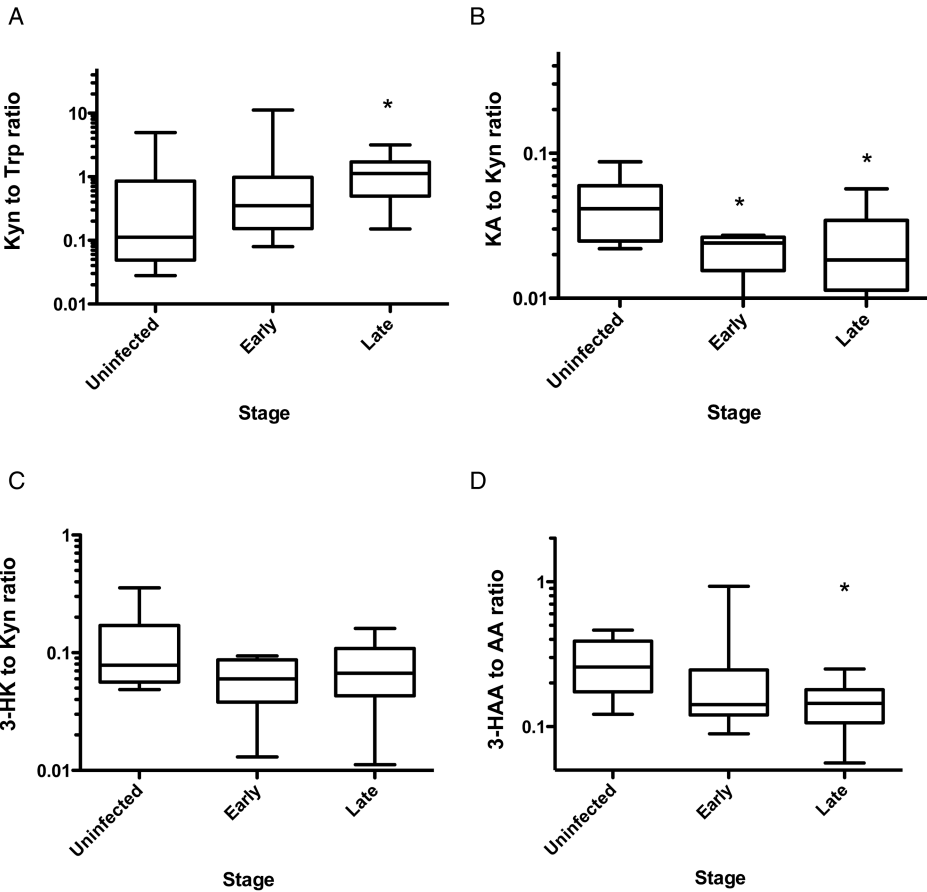 A
Kyn to Trp ratio
10
1
0.1
0.01
*
Uninfected
Early
Late
Stage
B
KA to Kyn ratio
0.1
0.01
*
*
Uninfected
Early
Late
Stage
C
3-HK to Kyn ratio
1
0.1
0.01
Uninfected
Early
Late
Stage
D
3-HAA to AA ratio
1
0.1
*
Uninfected
Early
Late
Stage